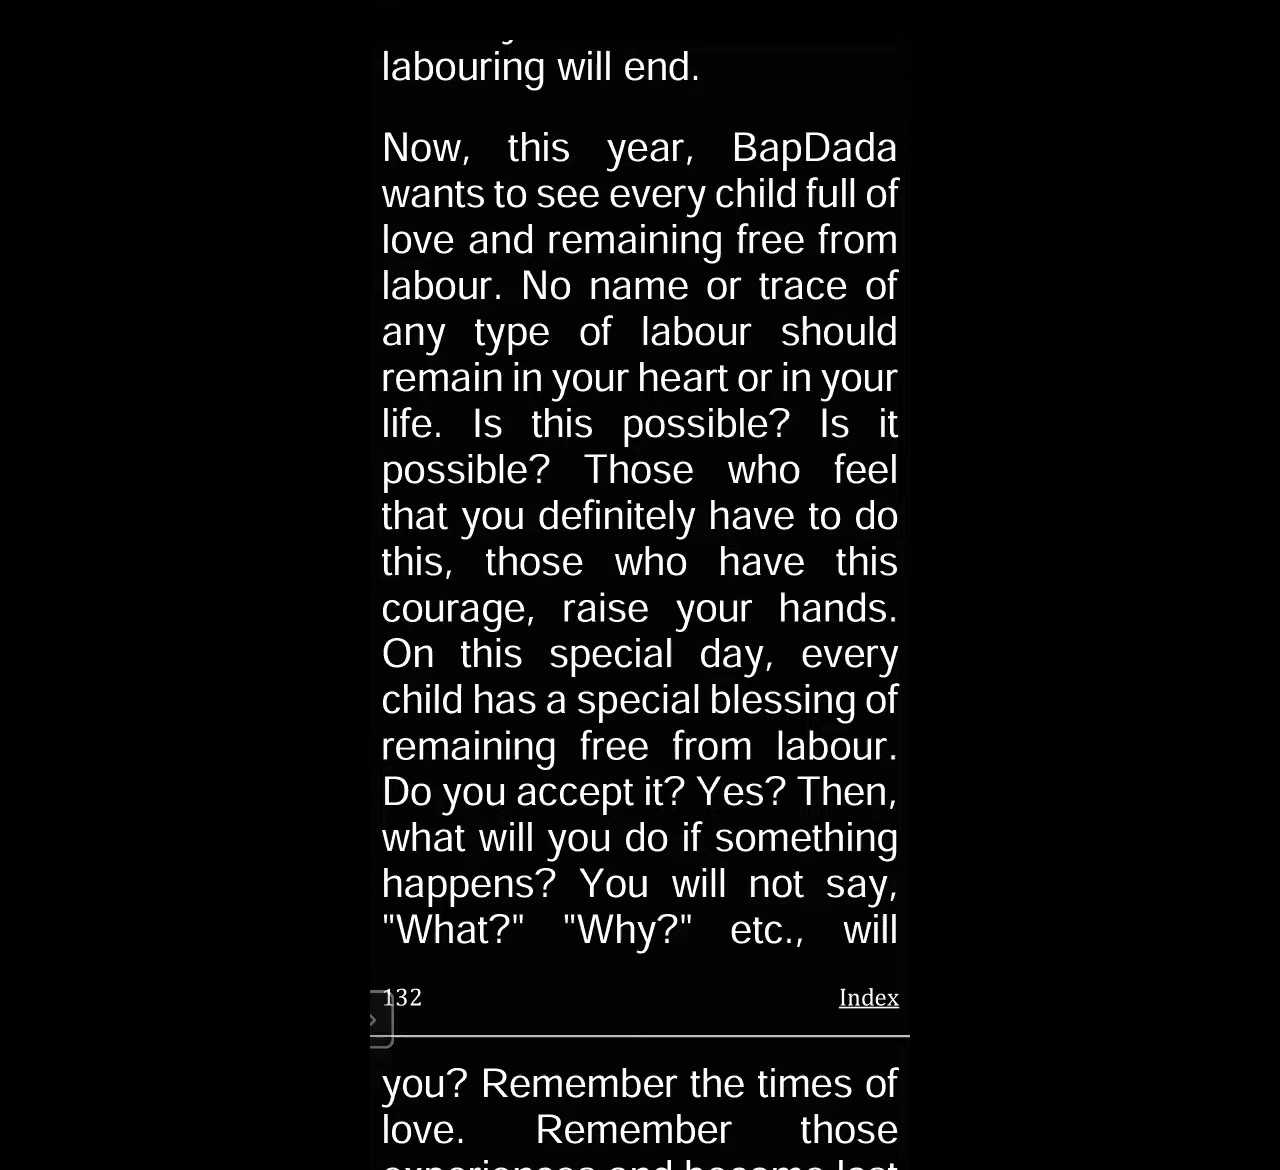 labouring will end.
Now, this year, BapDada
wants to see every child full of
love and remaining free from
labour. No name or trace of
any type of labour should
remain in your heart or in your
life. Is this possible? Is it
possible? Those who feel
that you definitely have to do
this, those who have this
courage, raise your hands.
On this special day, every
child has a special blessing of
remaining free from labour.
Do you accept it? Yes? Then,
what will you do if something
happens? You will not say,
"What?" "Why?" etc., will
132 Index
you? Remember the times of
love. Remember those
experiences and become lost